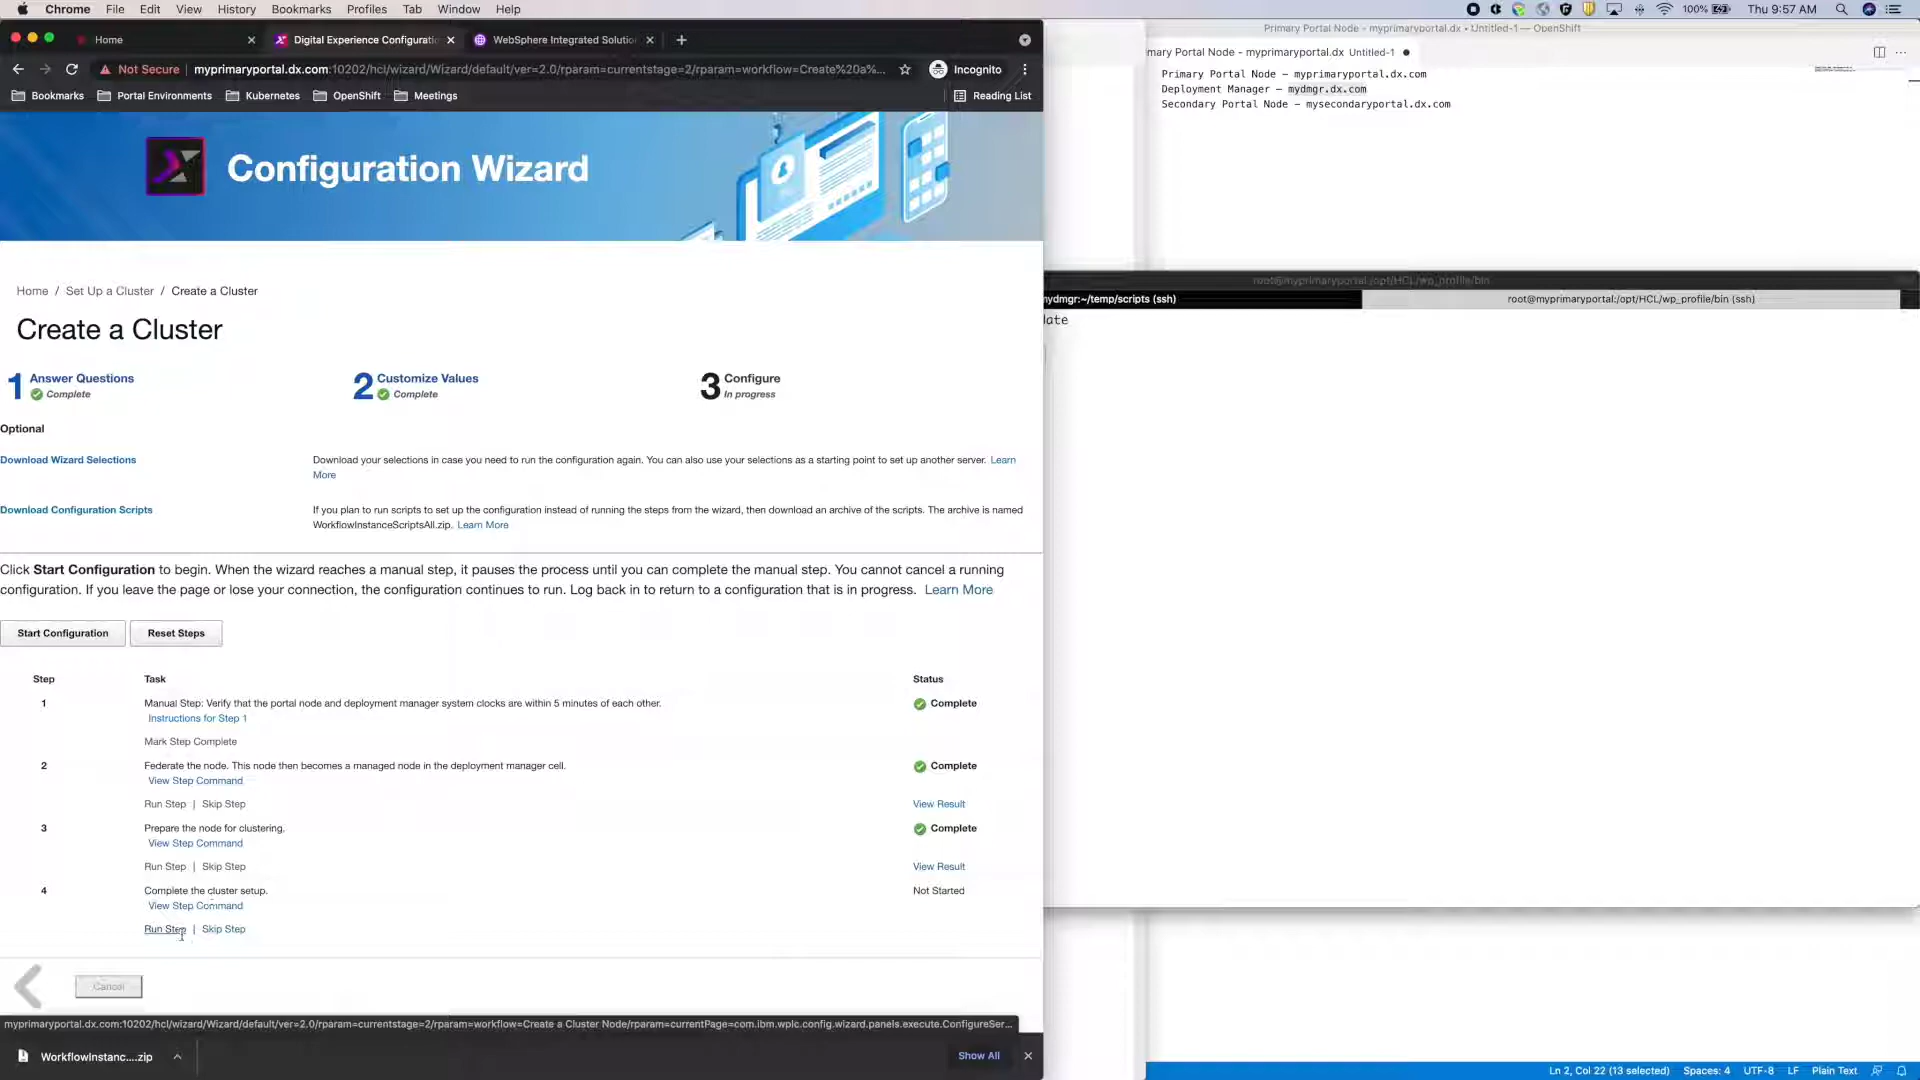 Chrome File Edit View History Bookmarks Profiles Tab Window Help
100% Thu 9:57 AM
Home
Digital Experience Configurati
WebSphere Integrated Solutio
Not Secure myprimaryportal.dx.com:10202/hcl/wizard/Wizard/default/ver=2.0/rparam=currentstage=2/rparam=workflow=Create%20a%... Incognito
Bookmarks Portal Environments Kubernetes OpenShift Meetings Reading List
Configuration Wizard
Home / Set Up a Cluster / Create a Cluster
Create a Cluster
1 Answer Questions
Complete
2 Customize Values
Complete
3 Configure
In progress
Optional
Download Wizard Selections
Download your selections in case you need to run the configuration again. You can also use your selections as a starting point to set up another server. Learn
More
Download Configuration Scripts
If you plan to run scripts to set up the configuration instead of running the steps from the wizard, then download an archive of the scripts. The archive is named
WorkflowInstanceScriptsAll.zip. Learn More
Click Start Configuration to begin. When the wizard reaches a manual step, it pauses the process until you can complete the manual step. You cannot cancel a running
configuration. If you leave the page or lose your connection, the configuration continues to run. Log back in to return to a configuration that is in progress. Learn More
Start Configuration Reset Steps
Step Task Status
1 Manual Step: Verify that the portal node and deployment manager system clocks are within 5 minutes of each other. Complete
Instructions for Step 1
Mark Step Complete
2 Federate the node. This node then becomes a managed node in the deployment manager cell. Complete
View Step Command
Run Step | Skip Step View Result
3 Prepare the node for clustering. Complete
View Step Command
Run Step | Skip Step View Result
4 Complete the cluster setup. Not Started
View Step Command
Run Step | Skip Step
Cancel
myprimaryportal.dx.com:10202/hcl/wizard/Wizard/default/ver=2.0/rparam=currentstage=2/rparam=workflow=Create a Cluster Node/rparam=currentPage=com.ibm.wplc.config.wizard.panels.execute.ConfigureSer...
WorkflowInstanc....zip Show All
Primary Portal Node - myprimaryportal.dx • Untitled-1 — OpenShift
mary Portal Node - myprimaryportal.dx Untitled-1
Primary Portal Node – myprimaryportal.dx.com
Deployment Manager – mydmgr.dx.com
Secondary Portal Node – mysecondaryportal.dx.com
root@myprimaryportal:/opt/HCL/wp_profile/bin
mydmgr:~/temp/scripts (ssh)
root@myprimaryportal:/opt/HCL/wp_profile/bin (ssh)
date
Ln 2, Col 22 (13 selected) Spaces: 4 UTF-8 LF Plain Text